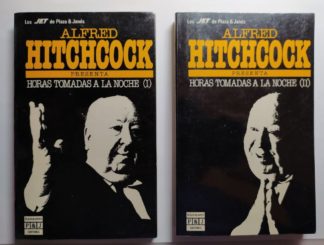 Los JET de Plaza & Janés
ALFRED
HITCHCOCK
PRESENTA
HORAS TOMADAS A LA NOCHE (I)
Los JET de Plaza & Janés
ALFRED
HITCHCOCK
PRESENTA
HORAS TOMADAS A LA NOCHE (II)